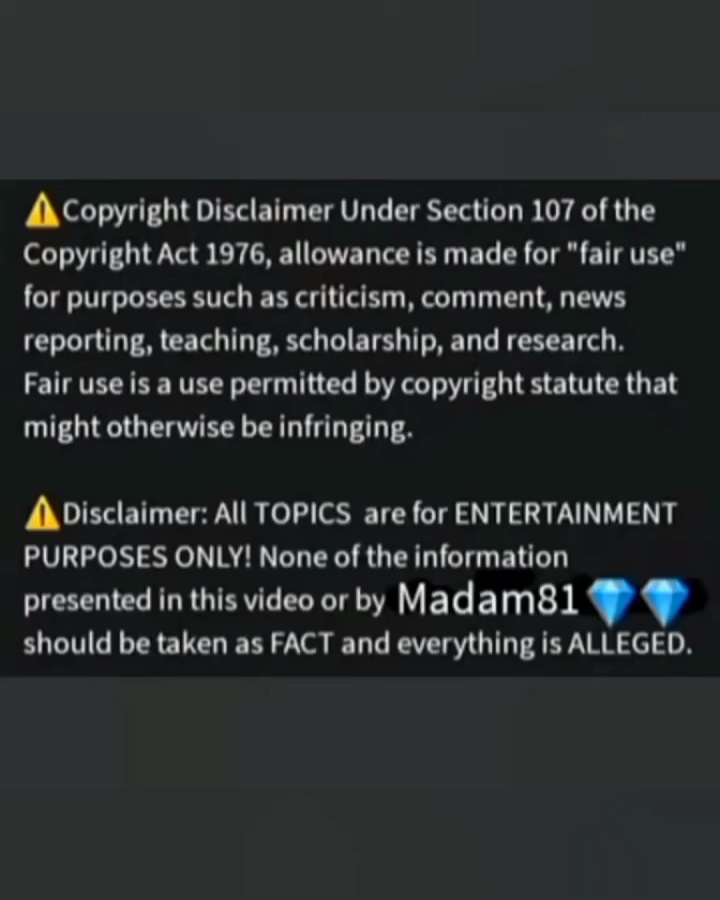 ⚠️Copyright Disclaimer Under Section 107 of the
Copyright Act 1976, allowance is made for "fair use"
for purposes such as criticism, comment, news
reporting, teaching, scholarship, and research.
Fair use is a use permitted by copyright statute that
might otherwise be infringing.
⚠️Disclaimer: All TOPICS are for ENTERTAINMENT
PURPOSES ONLY! None of the information
presented in this video or by Madam81💎💎
should be taken as FACT and everything is ALLEGED.